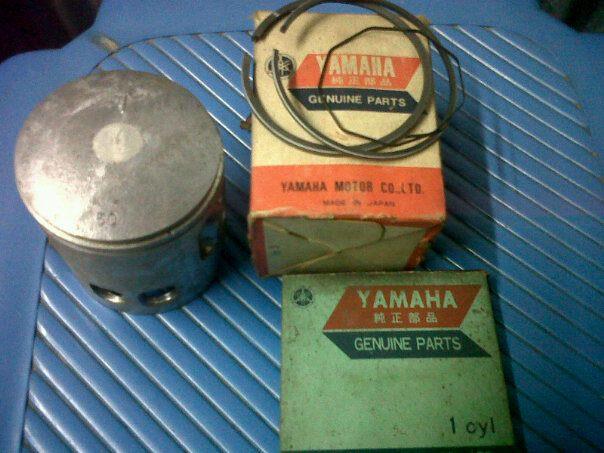 YAMAHA
純正部品
GENUINE PARTS
YAMAHA MOTOR CO.,LTD.
MADE IN JAPAN
50
YAMAHA
純正部品
GENUINE PARTS
1 cyl